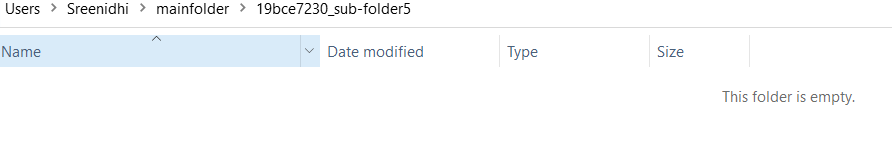 Users > Sreenidhi > mainfolder > 19bce7230_sub-folder5
Name Date modified Type Size
This folder is empty.